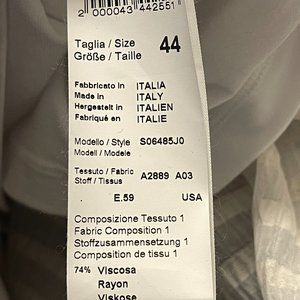 2 000043 442551
Taglia / Size 44
Größe / Taille
Fabbricato in ITALIA
Made in ITALY
Hergestelt in ITALIEN
Fabriqué en ITALIE
Modello / Style S06485J0
Modell / Modèle
Tessuto / Fabric A2889 A03
Stoff / Tissus
E.59 USA
Composizione Tessuto 1
Fabric Composition 1
Stoffzusammensetzung 1
Composition de tissu 1
74% Viscosa
Rayon
Viskose